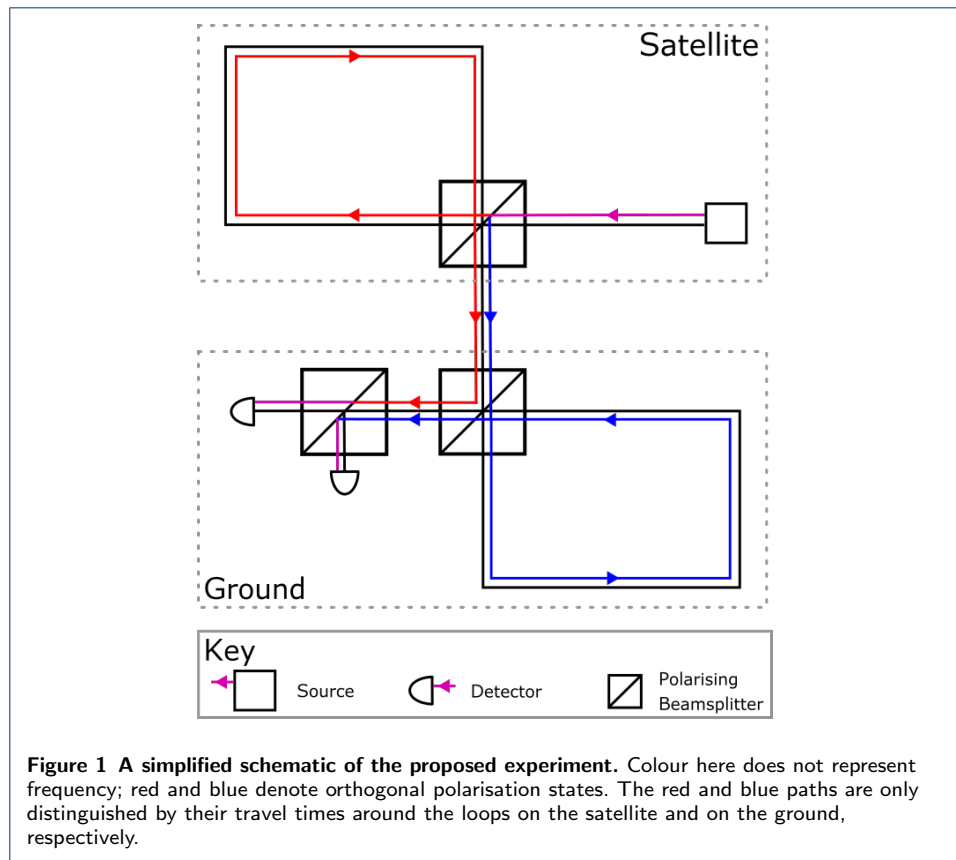 Satellite
Ground
Key
Source
Detector
Polarising
Beamsplitter
Figure 1 A simplified schematic of the proposed experiment. Colour here does not represent
frequency; red and blue denote orthogonal polarisation states. The red and blue paths are only
distinguished by their travel times around the loops on the satellite and on the ground,
respectively.